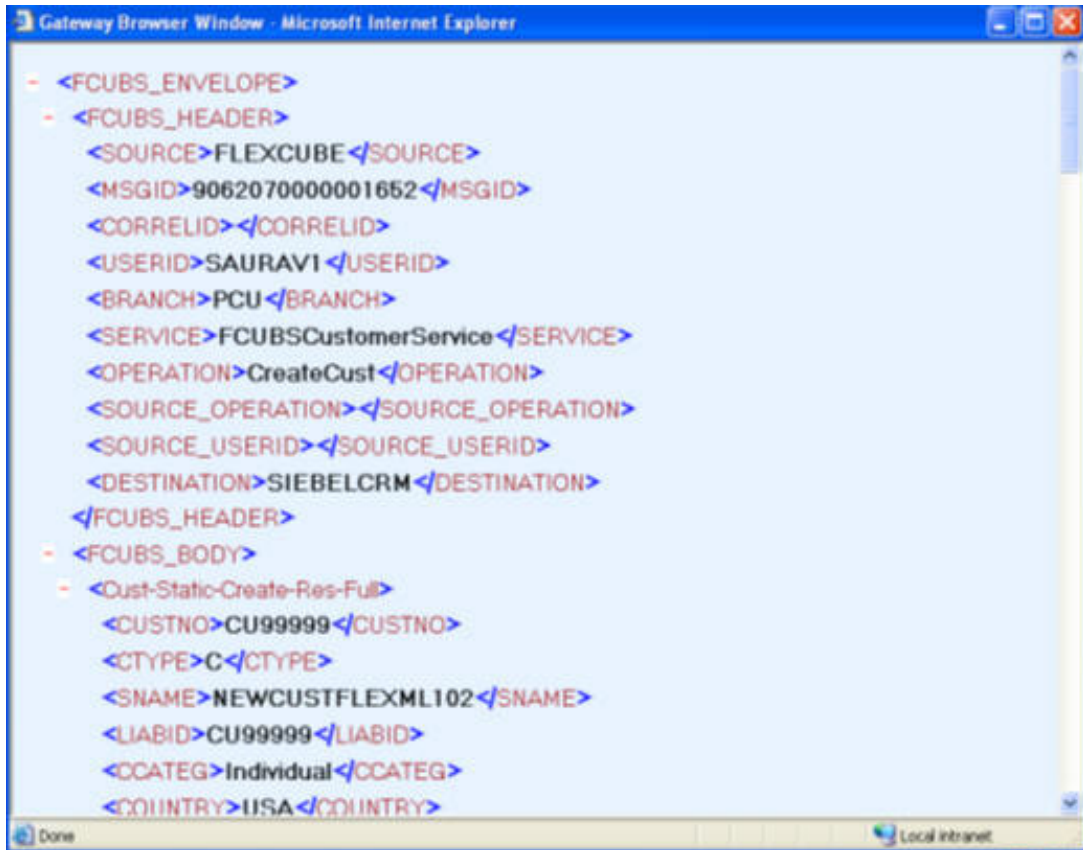 Gateway Browser Window - Microsoft Internet Explorer
- <FCUBS_ENVELOPE>
- <FCUBS_HEADER>
<SOURCE>FLEXCUBE</SOURCE>
<MSGID>9062070000001652</MSGID>
<CORRELID></CORRELID>
<USERID>SAURAV1</USERID>
<BRANCH>PCU</BRANCH>
<SERVICE>FCUBSCustomerService</SERVICE>
<OPERATION>CreateCust</OPERATION>
<SOURCE_OPERATION></SOURCE_OPERATION>
<SOURCE_USERID></SOURCE_USERID>
<DESTINATION>SIEBELCRM</DESTINATION>
</FCUBS_HEADER>
- <FCUBS_BODY>
- <Cust-Static-Create-Res-Full>
<CUSTNO>CU99999</CUSTNO>
<CTYPE>C</CTYPE>
<SNAME>NEWCUSTFLEXML102</SNAME>
<LIABID>CU99999</LIABID>
<CCATEG>Individual</CCATEG>
<COUNTRY>USA</COUNTRY>
Done Local intranet